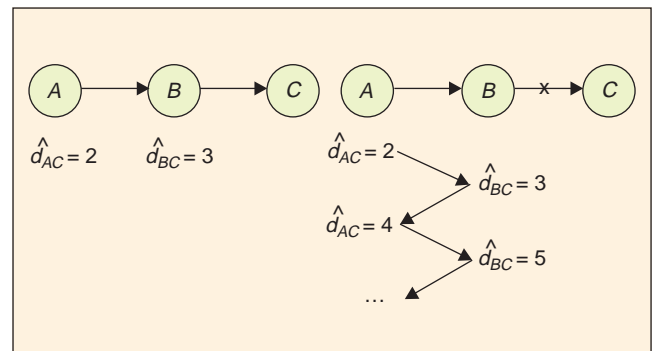 A B C A B x C
d̂AC = 2 d̂BC = 3 d̂AC = 2
d̂BC = 3
d̂AC = 4
d̂BC = 5
...